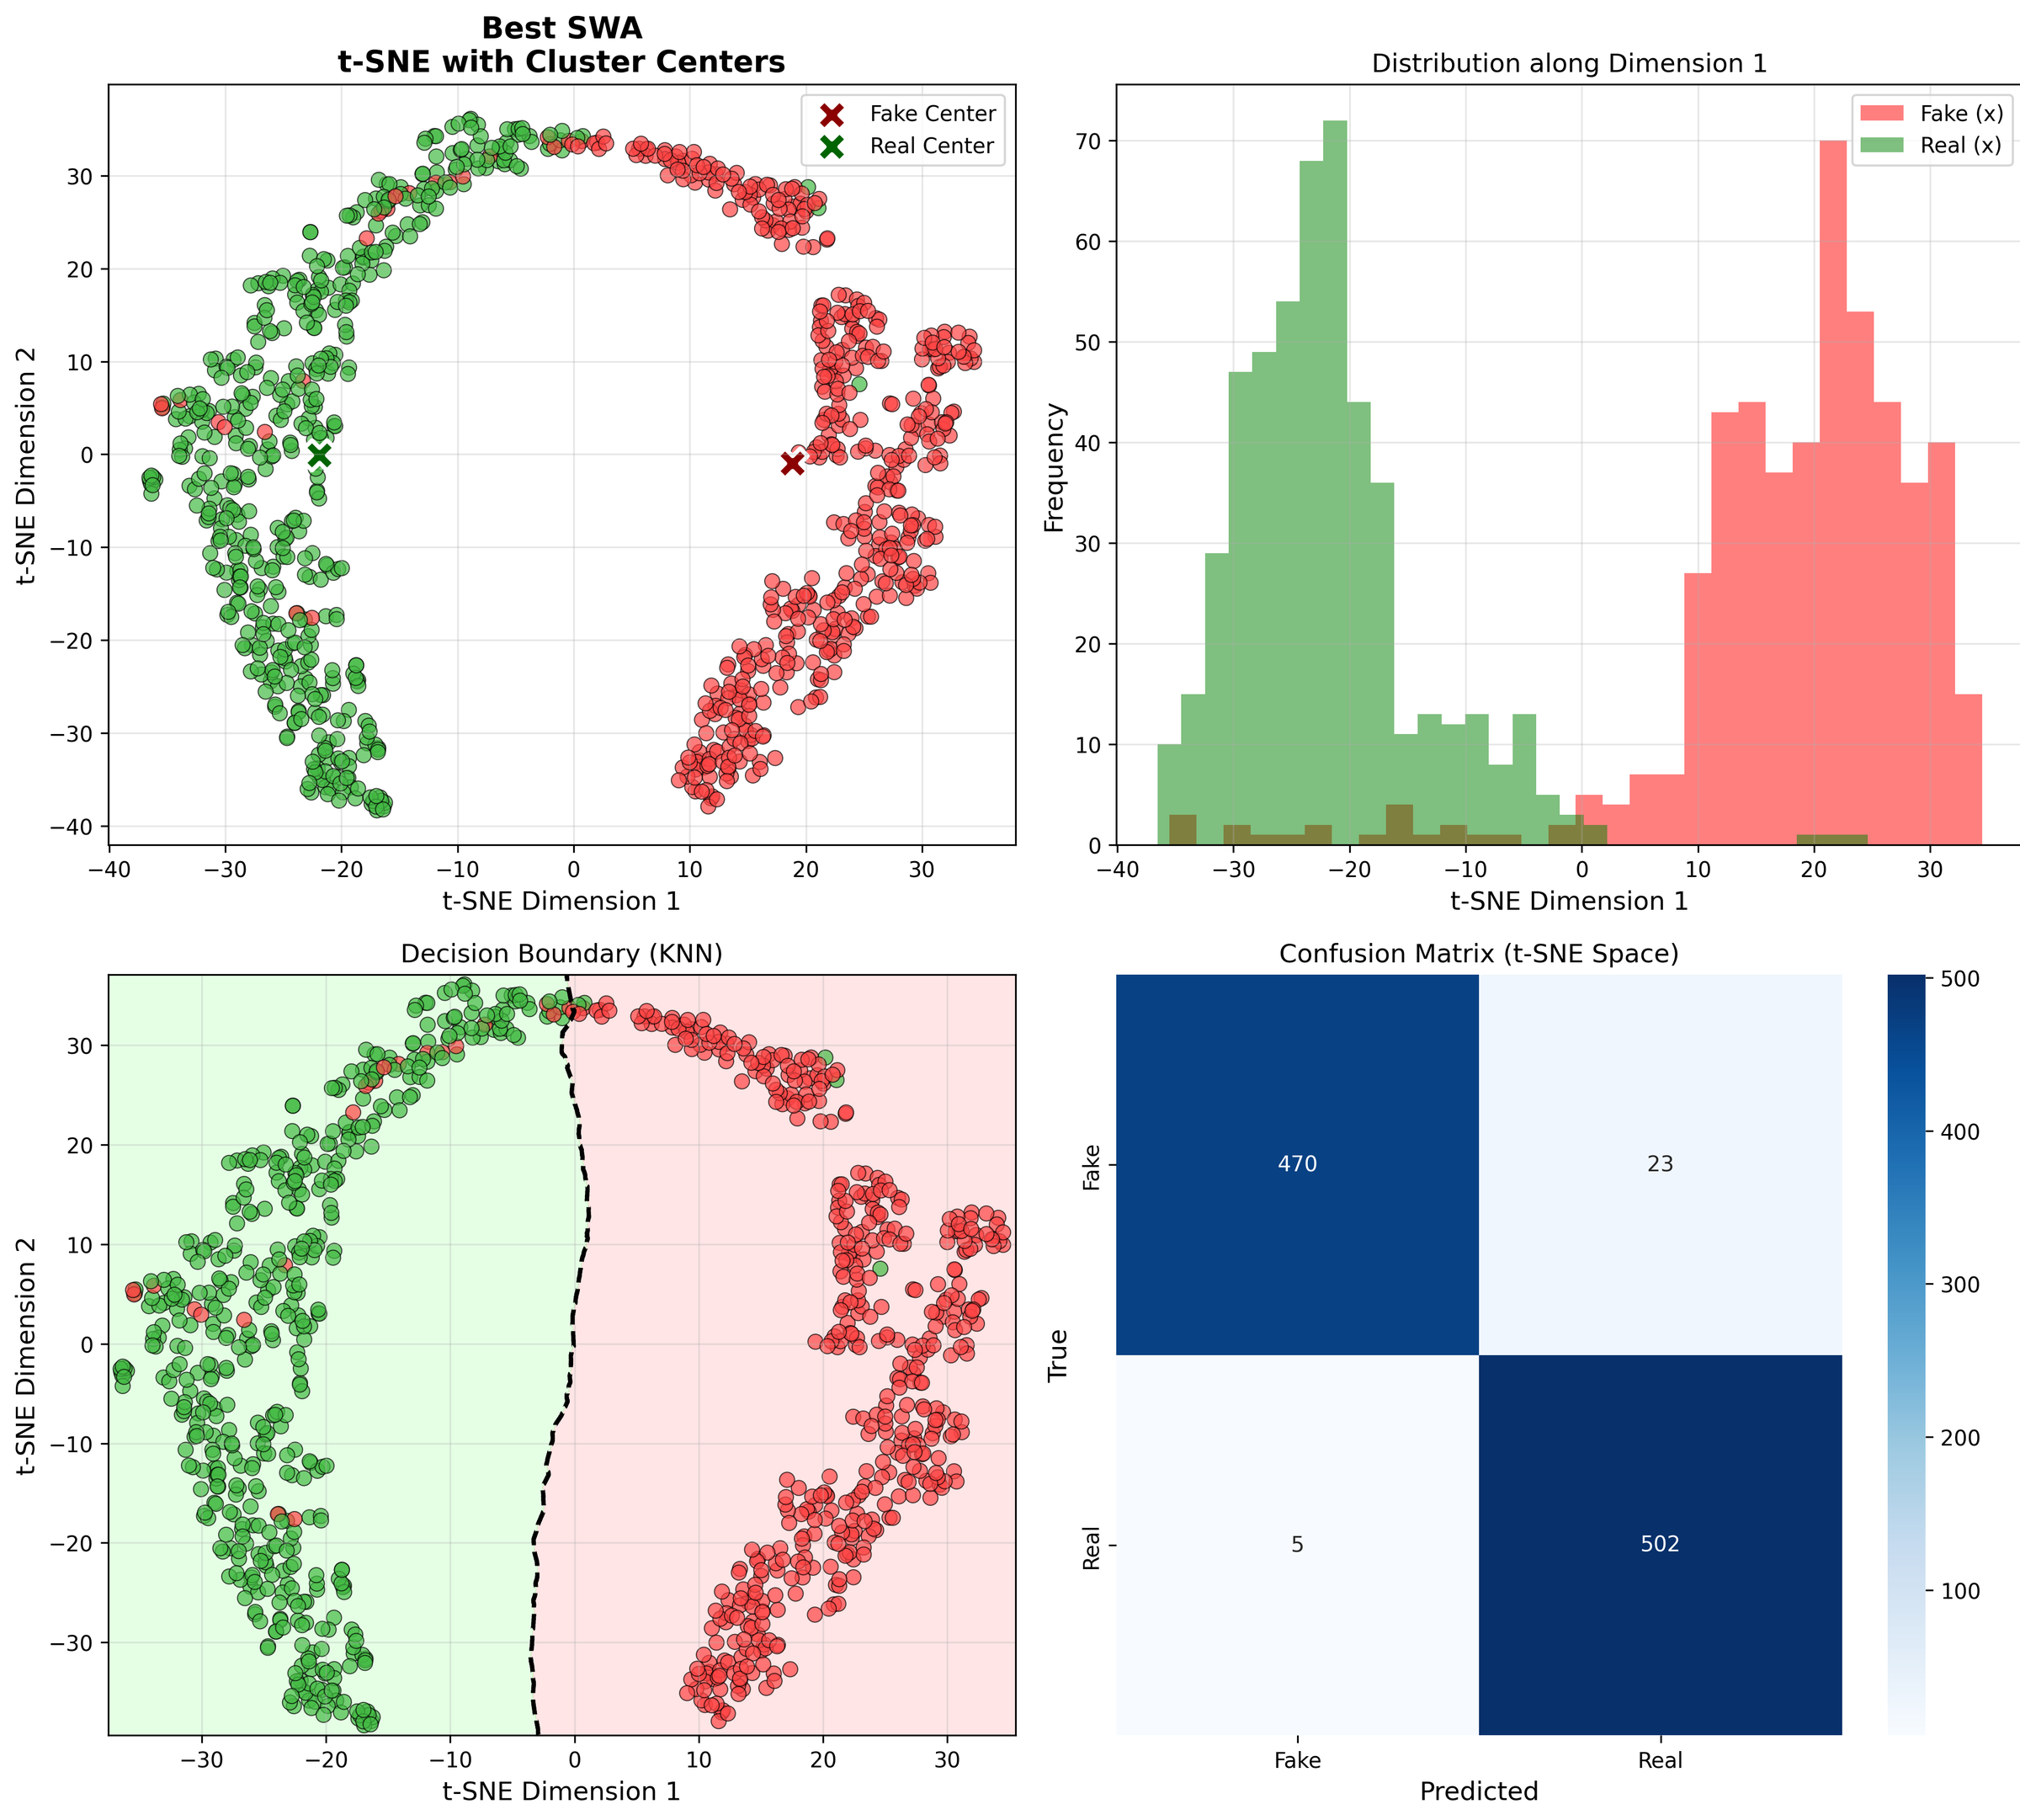 Best SWA
t-SNE with Cluster Centers
Fake Center
Real Center
30
20
10
0
−10
−20
−30
−40
t-SNE Dimension 2
−40 −30 −20 −10 0 10 20 30
t-SNE Dimension 1
Distribution along Dimension 1
Fake (x)
Real (x)
70
60
50
40
30
20
10
0
Frequency
−40 −30 −20 −10 0 10 20 30
t-SNE Dimension 1
Decision Boundary (KNN)
30
20
10
0
−10
−20
−30
t-SNE Dimension 2
−30 −20 −10 0 10 20 30
t-SNE Dimension 1
Confusion Matrix (t-SNE Space)
Fake
470 23
True
Real
5 502
Fake Real
Predicted
500
400
300
200
100